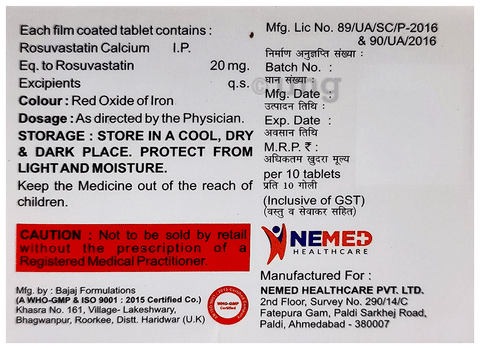 Each film coated tablet contains :
Rosuvastatin Calcium I.P.
Eq. to Rosuvastatin 20 mg.
Excipients q.s.
Colour : Red Oxide of Iron
Dosage : As directed by the Physician.
STORAGE : STORE IN A COOL, DRY
& DARK PLACE. PROTECT FROM
LIGHT AND MOISTURE.
Keep the Medicine out of the reach of
children.
CAUTION : Not to be sold by retail
without the prescription of a
Registered Medical Practitioner.
Mfg. by : Bajaj Formulations
(A WHO-GMP & ISO 9001 : 2015 Certified Co.)
Khasra No. 161, Village- Lakeshwary,
Bhagwanpur, Roorkee, Distt. Haridwar (U.K)
WHO-GMP
Mfg. Lic No. 89/UA/SC/P-2016
& 90/UA/2016
निर्माण अनुज्ञप्ति संख्या :
Batch No. :
घान संख्या :
Mfg. Date :
उत्पादन तिथि :
Exp. Date :
अवसान तिथि
M.R.P. ₹ :
अधिकतम खुदरा मूल्य
per 10 tablets
प्रति 10 गोली
(Inclusive of GST)
(वस्तु व सेवाकर सहित)
NEMED
HEALTHCARE
Manufactured For :
NEMED HEALTHCARE PVT. LTD.
2nd Floor, Survey No. 290/14/C
Fatepura Gam, Paldi Sarkhej Road,
Paldi, Ahmedabad - 380007